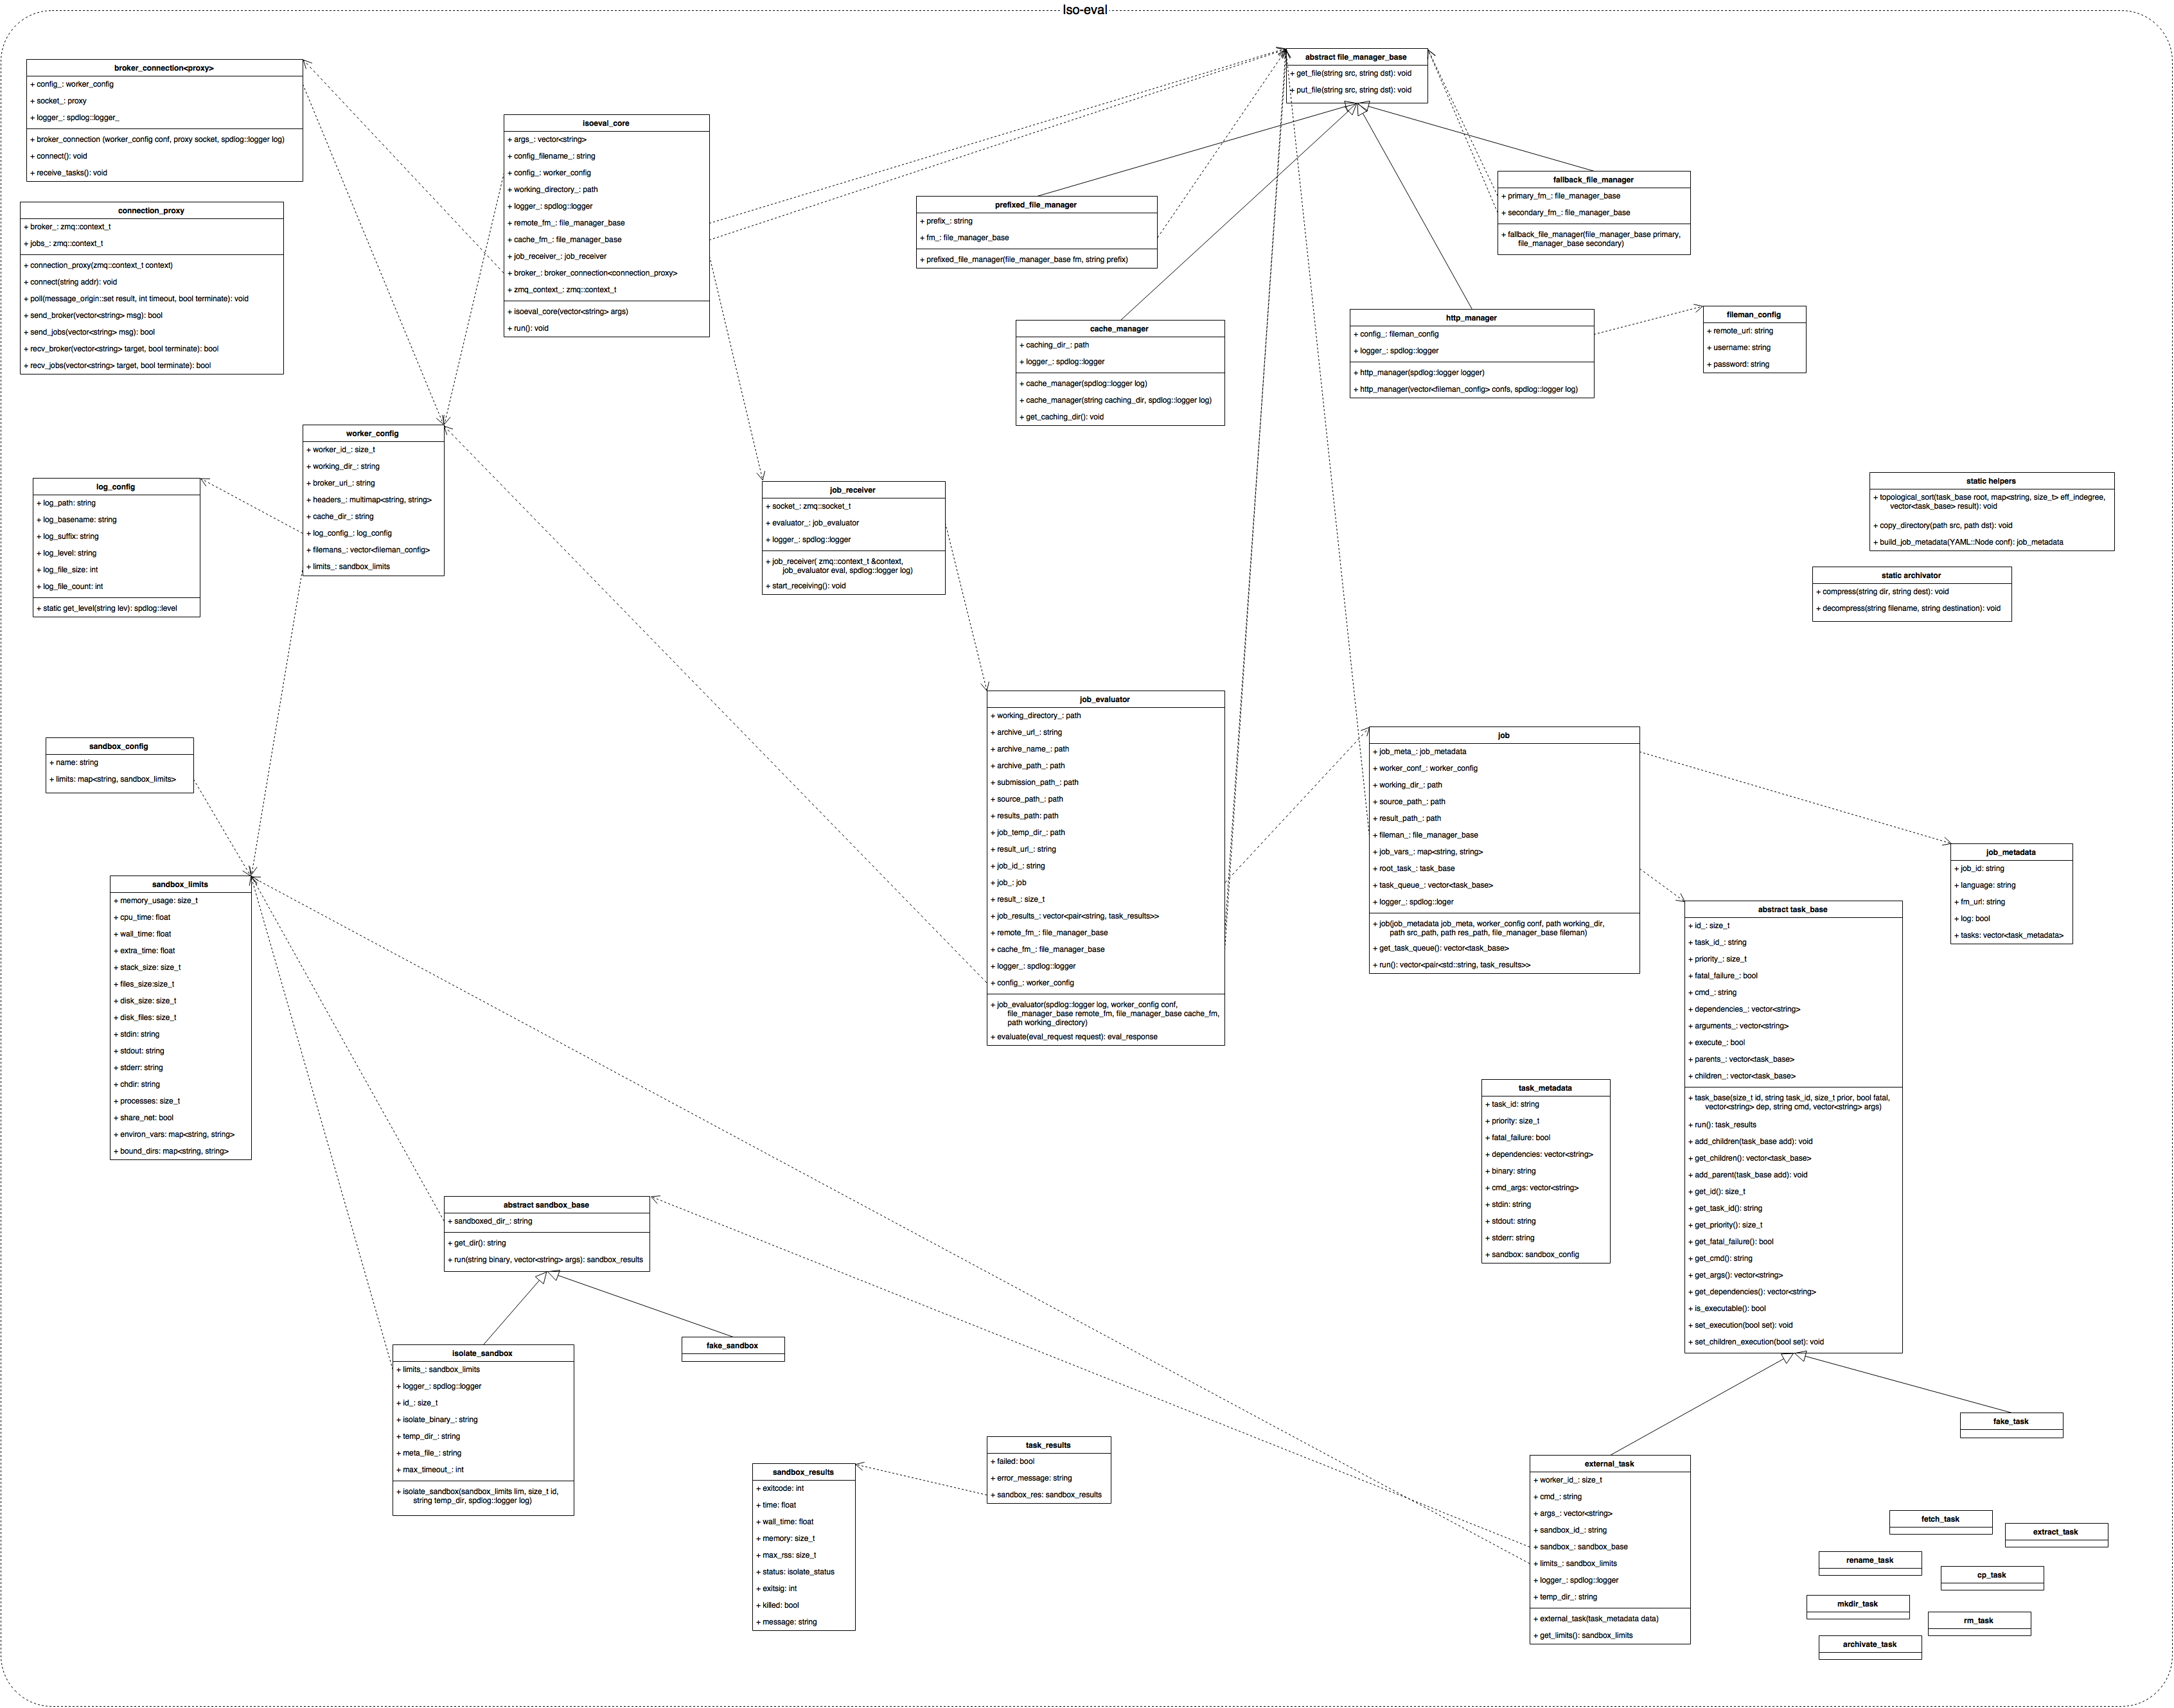 Iso-eval
broker_connection<proxy>
+ config_: worker_config
+ socket_: proxy
+ logger_: spdlog::logger_
+ broker_connection (worker_config conf, proxy socket, spdlog::logger log)
+ connect(): void
+ receive_tasks(): void
connection_proxy
+ broker_: zmq::context_t
+ jobs_: zmq::context_t
+ connection_proxy(zmq::context_t context)
+ connect(string addr): void
+ poll(message_origin::set result, int timeout, bool terminate): void
+ send_broker(vector<string> msg): bool
+ send_jobs(vector<string> msg): bool
+ recv_broker(vector<string> target, bool terminate): bool
+ recv_jobs(vector<string> target, bool terminate): bool
isoeval_core
+ args_: vector<string>
+ config_filename_: string
+ config_: worker_config
+ working_directory_: path
+ logger_: spdlog::logger
+ remote_fm_: file_manager_base
+ cache_fm_: file_manager_base
+ job_receiver_: job_receiver
+ broker_: broker_connection<connection_proxy>
+ zmq_context_: zmq::context_t
+ isoeval_core(vector<string> args)
+ run(): void
abstract file_manager_base
+ get_file(string src, string dst): void
+ put_file(string src, string dst): void
prefixed_file_manager
+ prefix_: string
+ fm_: file_manager_base
+ prefixed_file_manager(file_manager_base fm, string prefix)
fallback_file_manager
+ primary_fm_: file_manager_base
+ secondary_fm_: file_manager_base
+ fallback_file_manager(file_manager_base primary,
file_manager_base secondary)
cache_manager
+ caching_dir_: path
+ logger_: spdlog::logger
+ cache_manager(spdlog::logger log)
+ cache_manager(string caching_dir, spdlog::logger log)
+ get_caching_dir(): void
http_manager
+ config_: fileman_config
+ logger_: spdlog::logger
+ http_manager(spdlog::logger logger)
+ http_manager(vector<fileman_config> confs, spdlog::logger log)
fileman_config
+ remote_url: string
+ username: string
+ password: string
worker_config
+ worker_id_: size_t
+ working_dir_: string
+ broker_uri_: string
+ headers_: multimap<string, string>
+ cache_dir_: string
+ log_config_: log_config
+ filemans_: vector<fileman_config>
+ limits_: sandbox_limits
log_config
+ log_path: string
+ log_basename: string
+ log_suffix: string
+ log_level: string
+ log_file_size: int
+ log_file_count: int
+ static get_level(string lev): spdlog::level
job_receiver
+ socket_: zmq::socket_t
+ evaluator_: job_evaluator
+ logger_: spdlog::logger
+ job_receiver( zmq::context_t &context,
job_evaluator eval, spdlog::logger log)
+ start_receiving(): void
static helpers
+ topological_sort(task_base root, map<string, size_t> eff_indegree,
vector<task_base> result): void
+ copy_directory(path src, path dst): void
+ build_job_metadata(YAML::Node conf): job_metadata
static archivator
+ compress(string dir, string dest): void
+ decompress(string filename, string destination): void
job_evaluator
+ working_directory_: path
+ archive_url_: string
+ archive_name_: path
+ archive_path_: path
+ submission_path_: path
+ source_path_: path
+ results_path: path
+ job_temp_dir_: path
+ result_url_: string
+ job_id_: string
+ job_: job
+ result_: size_t
+ job_results_: vector<pair<string, task_results>>
+ remote_fm_: file_manager_base
+ cache_fm_: file_manager_base
+ logger_: spdlog::logger
+ config_: worker_config
+ job_evaluator(spdlog::logger log, worker_config conf,
file_manager_base remote_fm, file_manager_base cache_fm,
path working_directory)
+ evaluate(eval_request request): eval_response
job
+ job_meta_: job_metadata
+ worker_conf_: worker_config
+ working_dir_: path
+ source_path_: path
+ result_path_: path
+ fileman_: file_manager_base
+ job_vars_: map<string, string>
+ root_task_: task_base
+ task_queue_: vector<task_base>
+ logger_: spdlog::loger
+ job(job_metadata job_meta, worker_config conf, path working_dir,
path src_path, path res_path, file_manager_base fileman)
+ get_task_queue(): vector<task_base>
+ run(): vector<pair<std::string, task_results>>
sandbox_config
+ name: string
+ limits: map<string, sandbox_limits>
job_metadata
+ job_id: string
+ language: string
+ fm_url: string
+ log: bool
+ tasks: vector<task_metadata>
sandbox_limits
+ memory_usage: size_t
+ cpu_time: float
+ wall_time: float
+ extra_time: float
+ stack_size: size_t
+ files_size:size_t
+ disk_size: size_t
+ disk_files: size_t
+ stdin: string
+ stdout: string
+ stderr: string
+ chdir: string
+ processes: size_t
+ share_net: bool
+ environ_vars: map<string, string>
+ bound_dirs: map<string, string>
abstract task_base
+ id_: size_t
+ task_id_: string
+ priority_: size_t
+ fatal_failure_: bool
+ cmd_: string
+ dependencies_: vector<string>
+ arguments_: vector<string>
+ execute_: bool
+ parents_: vector<task_base>
+ children_: vector<task_base>
+ task_base(size_t id, string task_id, size_t prior, bool fatal,
vector<string> dep, string cmd, vector<string> args)
+ run(): task_results
+ add_children(task_base add): void
+ get_children(): vector<task_base>
+ add_parent(task_base add): void
+ get_id(): size_t
+ get_task_id(): string
+ get_priority(): size_t
+ get_fatal_failure(): bool
+ get_cmd(): string
+ get_args(): vector<string>
+ get_dependencies(): vector<string>
+ is_executable(): bool
+ set_execution(bool set): void
+ set_children_execution(bool set): void
task_metadata
+ task_id: string
+ priority: size_t
+ fatal_failure: bool
+ dependencies: vector<string>
+ binary: string
+ cmd_args: vector<string>
+ stdin: string
+ stdout: string
+ stderr: string
+ sandbox: sandbox_config
abstract sandbox_base
+ sandboxed_dir_: string
+ get_dir(): string
+ run(string binary, vector<string> args): sandbox_results
isolate_sandbox
+ limits_: sandbox_limits
+ logger_: spdlog::logger
+ id_: size_t
+ isolate_binary_: string
+ temp_dir_: string
+ meta_file_: string
+ max_timeout_: int
+ isolate_sandbox(sandbox_limits lim, size_t id,
string temp_dir, spdlog::logger log)
fake_sandbox
sandbox_results
+ exitcode: int
+ time: float
+ wall_time: float
+ memory: size_t
+ max_rss: size_t
+ status: isolate_status
+ exitsig: int
+ killed: bool
+ message: string
task_results
+ failed: bool
+ error_message: string
+ sandbox_res: sandbox_results
external_task
+ worker_id_: size_t
+ cmd_: string
+ args_: vector<string>
+ sandbox_id_: string
+ sandbox_: sandbox_base
+ limits_: sandbox_limits
+ logger_: spdlog::logger
+ temp_dir_: string
+ external_task(task_metadata data)
+ get_limits(): sandbox_limits
fake_task
fetch_task
extract_task
rename_task
cp_task
mkdir_task
rm_task
archivate_task